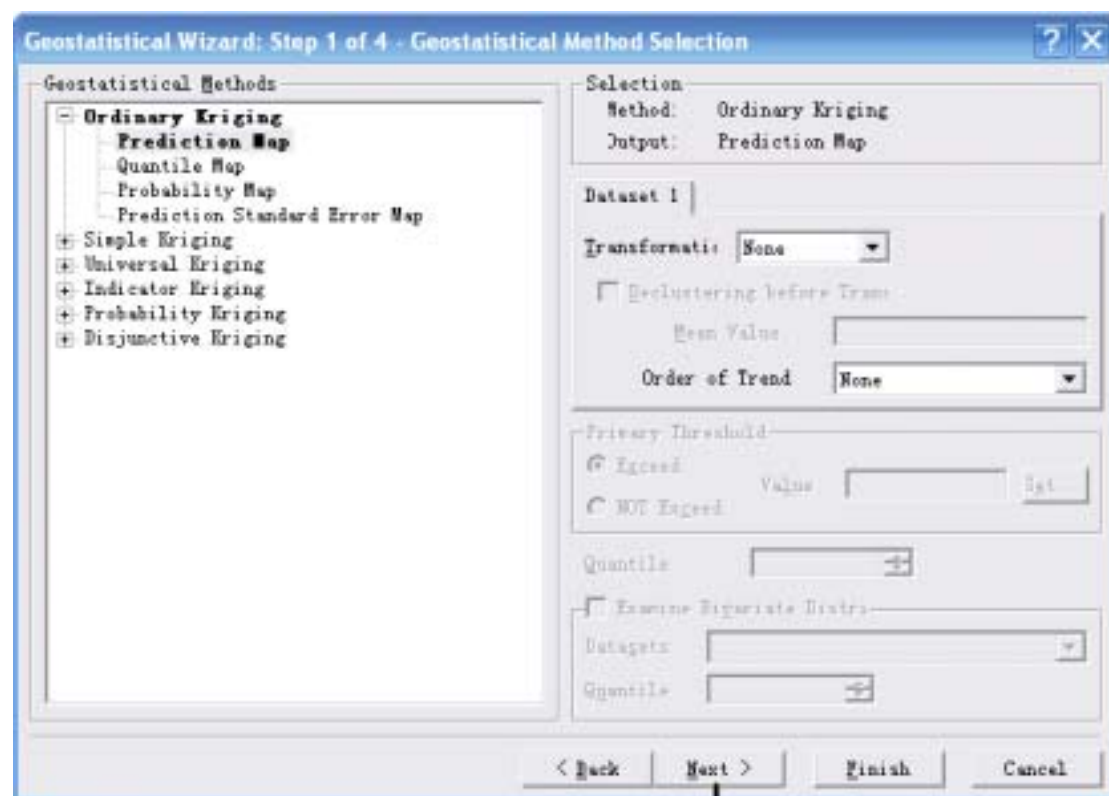 Geostatistical Wizard: Step 1 of 4 - Geostatistical Method Selection
Geostatistical Methods
Ordinary Kriging
Prediction Map
Quantile Map
Probability Map
Prediction Standard Error Map
Simple Kriging
Universal Kriging
Indicator Kriging
Probability Kriging
Disjunctive Kriging
Selection
Method: Ordinary Kriging
Output: Prediction Map
Dataset 1
Transformati None
Declustering before Trans
Mean Value
Order of Trend None
Primary Threshold
Exceed
Value Set
NOT Exceed
Quantile
Examine Bivariate Distri
Datasets
Quantile
< Back Next > Finish Cancel